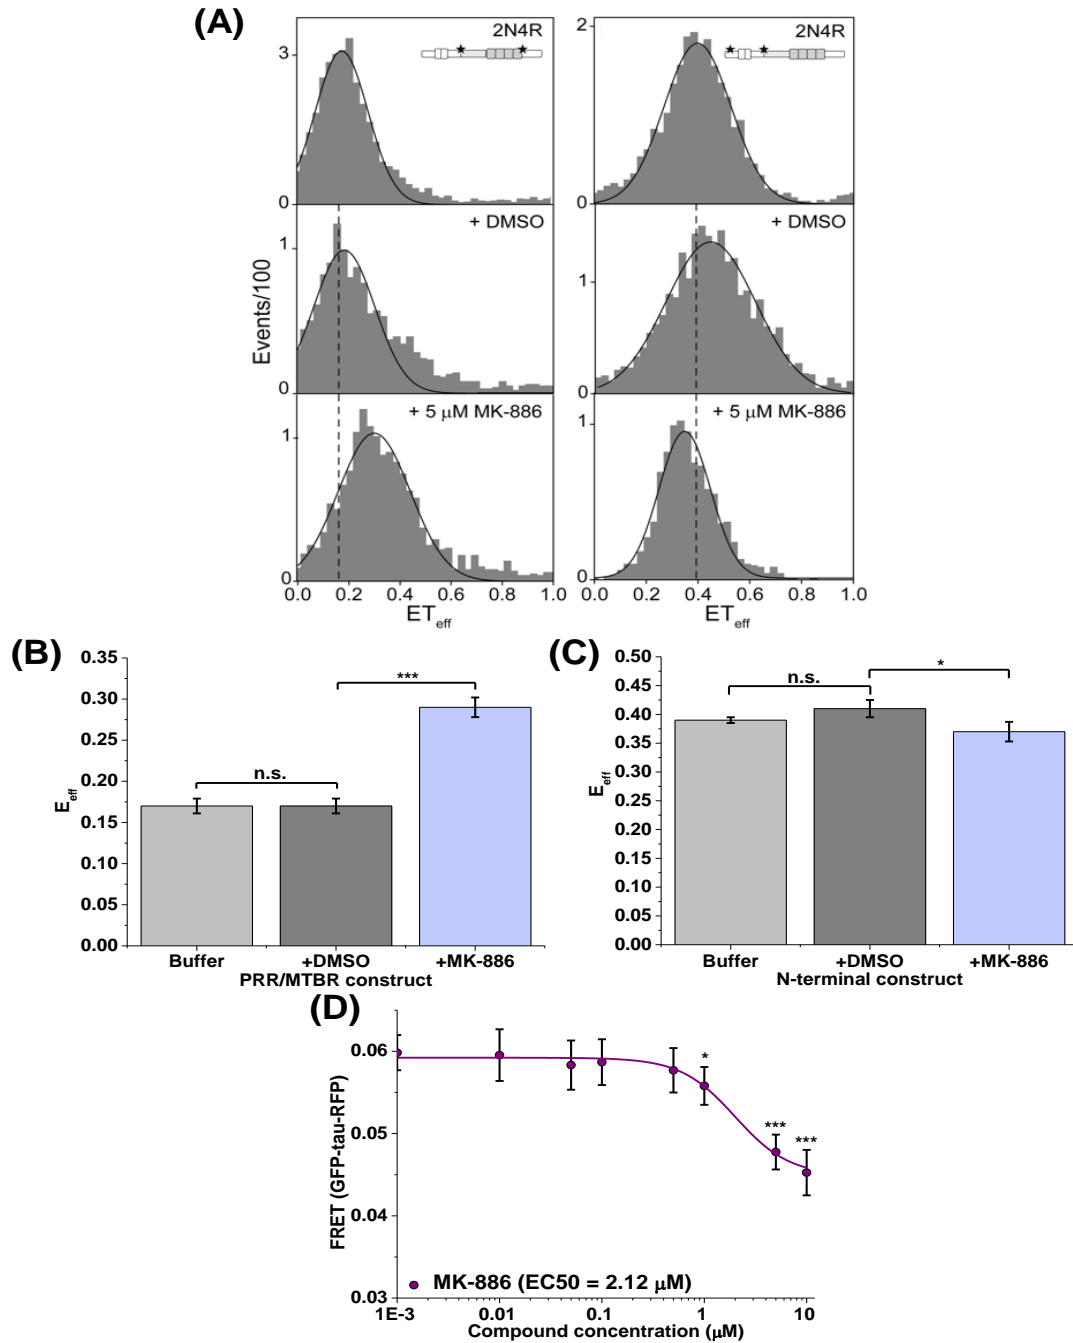 (A)
2N4R
3
0
+ DMSO
1
0
+ 5 μM MK-886
1
0
0.0 0.2 0.4 0.6 0.8 1.0
ETeff
Events/100
2N4R
2
0
+ DMSO
1
0
+ 5 μM MK-886
1
0
0.0 0.2 0.4 0.6 0.8 1.0
ETeff
(B)
0.35
0.30
0.25
0.20
0.15
0.10
0.05
0.00
Eeff
n.s.
***
Buffer +DMSO +MK-886
PRR/MTBR construct
(C)
0.50
0.45
0.40
0.35
0.30
0.25
0.20
0.15
0.10
0.05
0.00
Eeff
n.s.
*
Buffer +DMSO +MK-886
N-terminal construct
(D)
0.06
0.05
0.04
0.03
FRET (GFP-tau-RFP)
*
***
***
MK-886 (EC50 = 2.12 μM)
1E-3 0.01 0.1 1 10
Compound concentration (μM)